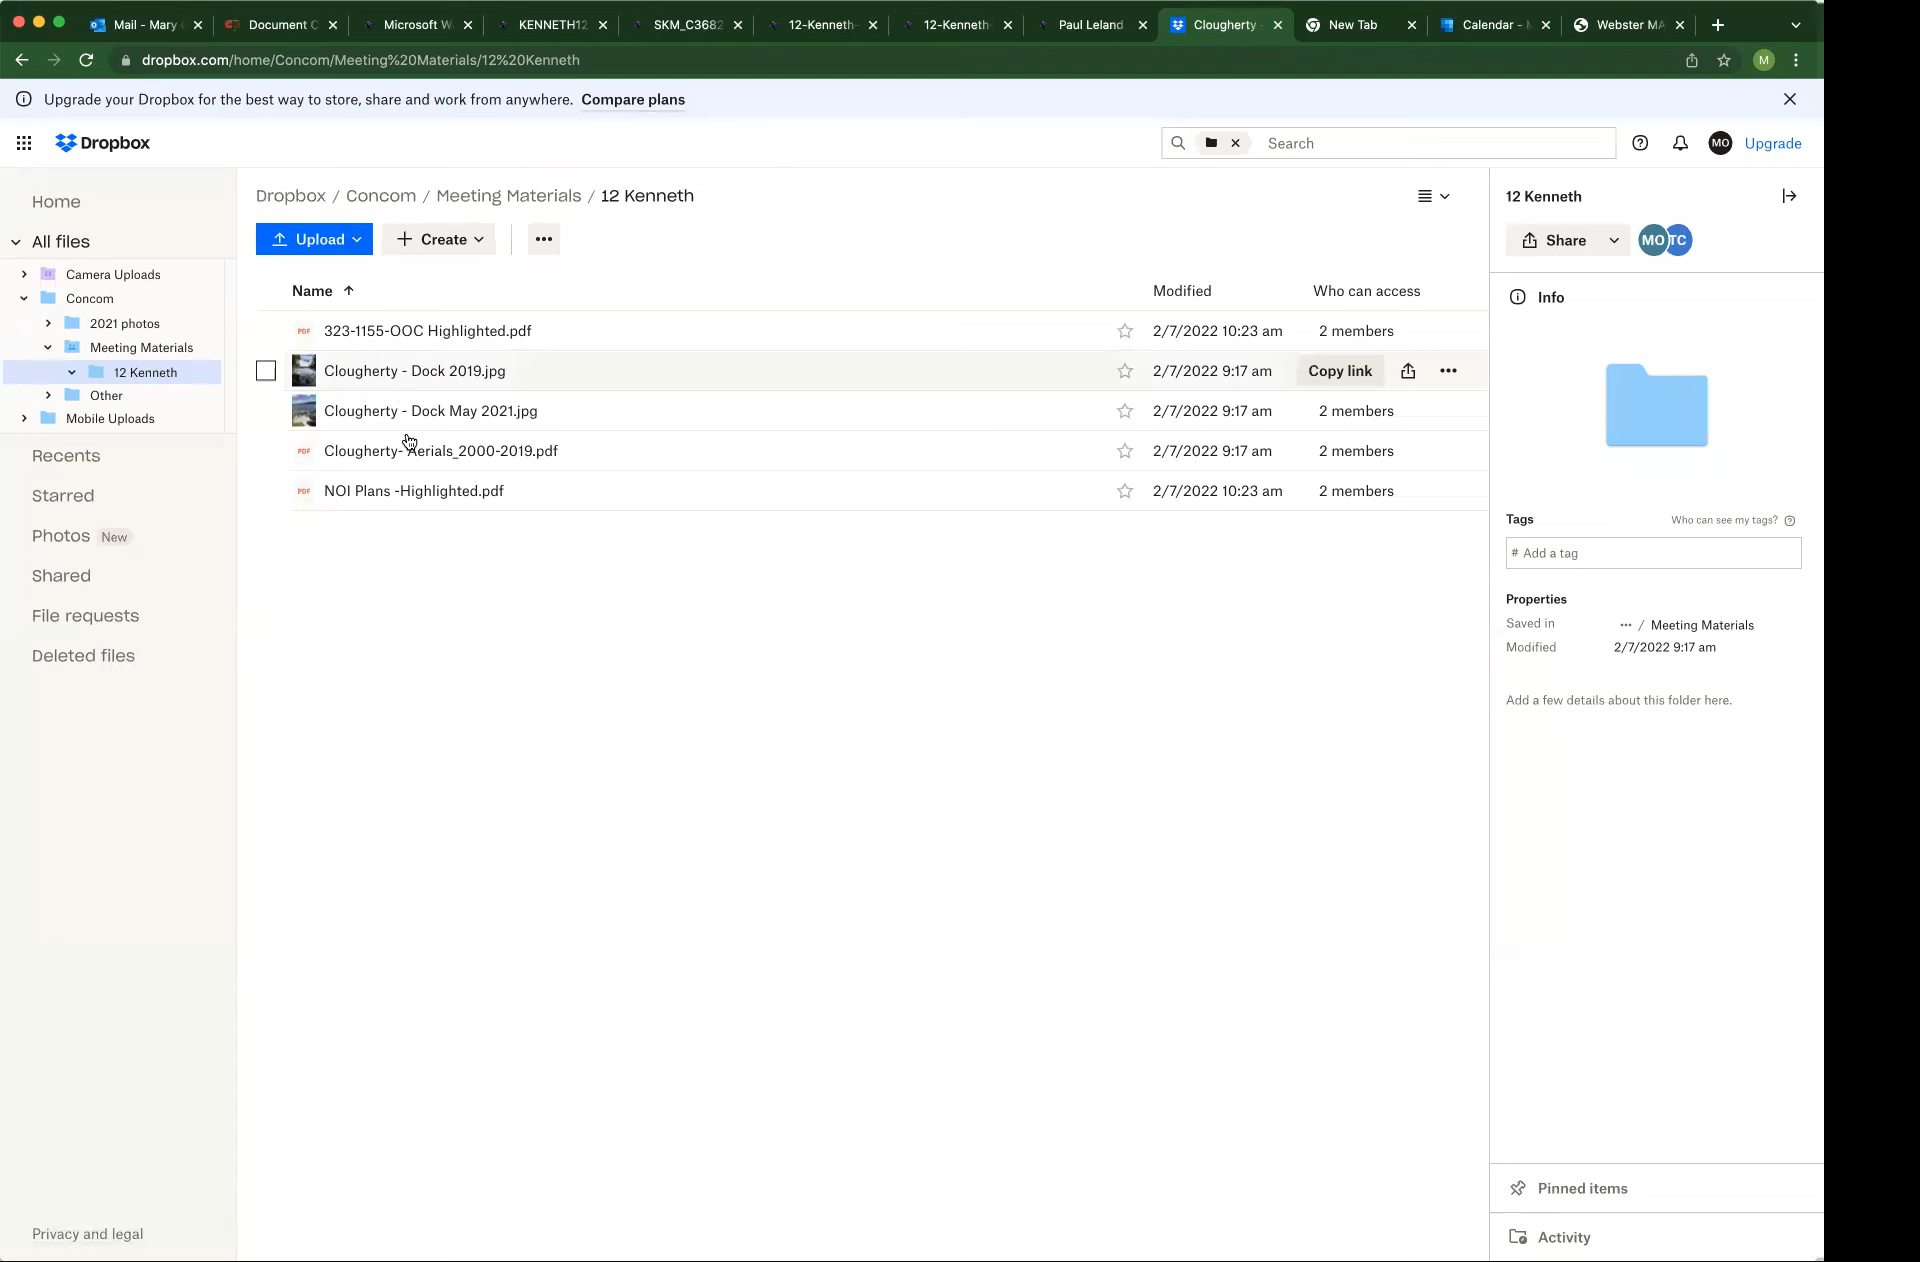 Mail - Mary
Document C
Microsoft W
KENNETH12
SKM_C3682
12-Kenneth-
12-Kenneth-
Paul Leland
Clougherty -
New Tab
Calendar - M
Webster MA
dropbox.com/home/Concom/Meeting%20Materials/12%20Kenneth
M
Upgrade your Dropbox for the best way to store, share and work from anywhere. Compare plans
Dropbox
Search
MO
Upgrade
Home
All files
Camera Uploads
Concom
2021 photos
Meeting Materials
12 Kenneth
Other
Mobile Uploads
Recents
Starred
Photos New
Shared
File requests
Deleted files
Privacy and legal
Dropbox / Concom / Meeting Materials / 12 Kenneth
Upload
Create
Name Modified Who can access
PDF 323-1155-OOC Highlighted.pdf 2/7/2022 10:23 am 2 members
Clougherty - Dock 2019.jpg 2/7/2022 9:17 am Copy link
Clougherty - Dock May 2021.jpg 2/7/2022 9:17 am 2 members
PDF Clougherty- Aerials_2000-2019.pdf 2/7/2022 9:17 am 2 members
PDF NOI Plans -Highlighted.pdf 2/7/2022 10:23 am 2 members
12 Kenneth
Share
MO TC
Info
Tags Who can see my tags?
# Add a tag
Properties
Saved in ••• / Meeting Materials
Modified 2/7/2022 9:17 am
Add a few details about this folder here.
Pinned items
Activity